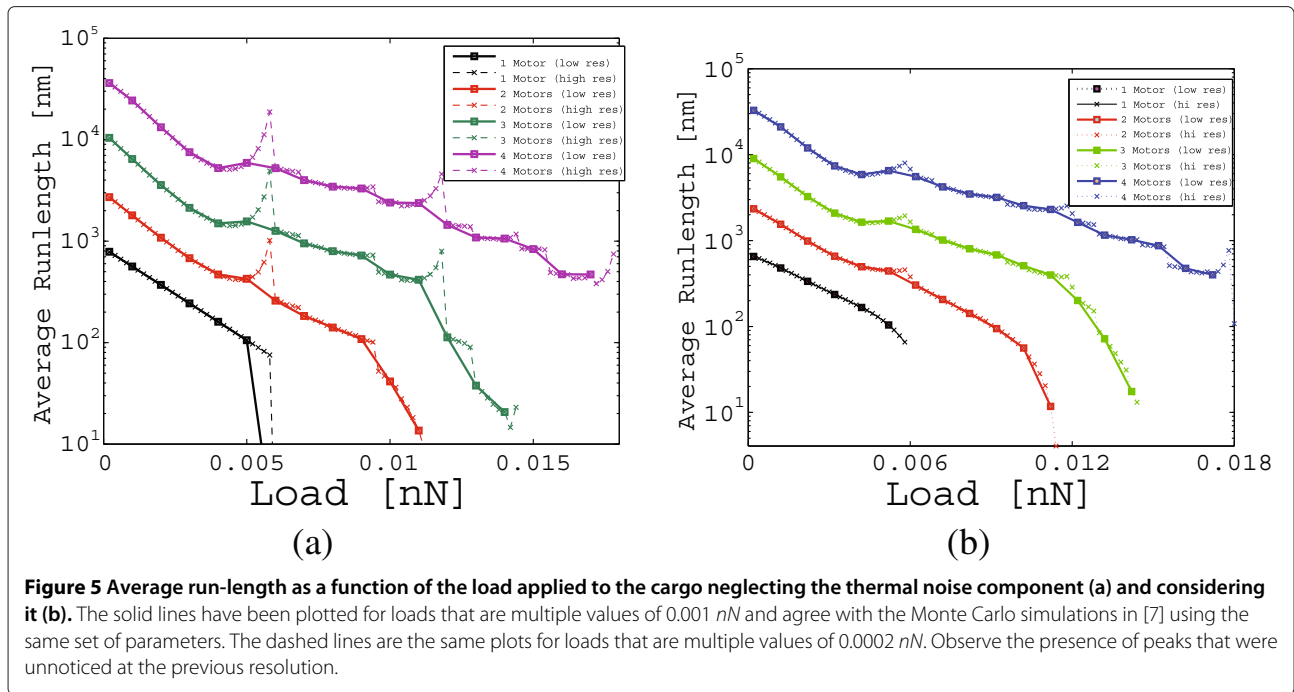 10^5
10^4
10^3
10^2
10^1
Average Runlength [nm]
0
0.005
0.01
0.015
Load [nN]
1 Motor (low res)
1 Motor (high res)
2 Motors (low res)
2 Motors (high res)
3 Motors (low res)
3 Motors (high res)
4 Motors (low res)
4 Motors (high res)
(a)
10^5
10^4
10^3
10^2
10^1
Average Runlength [nm]
0
0.006
0.012
0.018
Load [nN]
1 Motor (low res)
1 Motor (hi res)
2 Motors (low res)
2 Motors (hi res)
3 Motors (low res)
3 Motors (hi res)
4 Motors (low res)
4 Motors (hi res)
(b)
Figure 5 Average run-length as a function of the load applied to the cargo neglecting the thermal noise component (a) and considering
it (b). The solid lines have been plotted for loads that are multiple values of 0.001 nN and agree with the Monte Carlo simulations in [7] using the
same set of parameters. The dashed lines are the same plots for loads that are multiple values of 0.0002 nN. Observe the presence of peaks that were
unnoticed at the previous resolution.